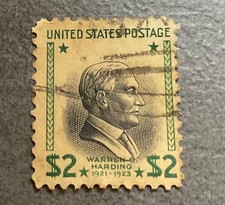 UNITED STATES POSTAGE
WARREN G.
HARDING
1921-1923
$2 $2